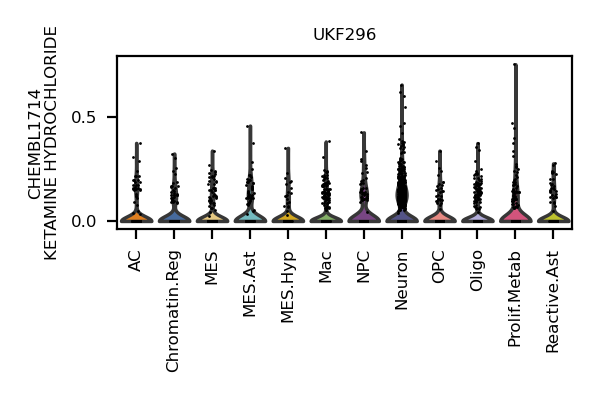 UKF296
CHEMBL1714
KETAMINE HYDROCHLORIDE
0.5
0.0
AC
Chromatin.Reg
MES
MES.Ast
MES.Hyp
Mac
NPC
Neuron
OPC
Oligo
Prolif.Metab
Reactive.Ast